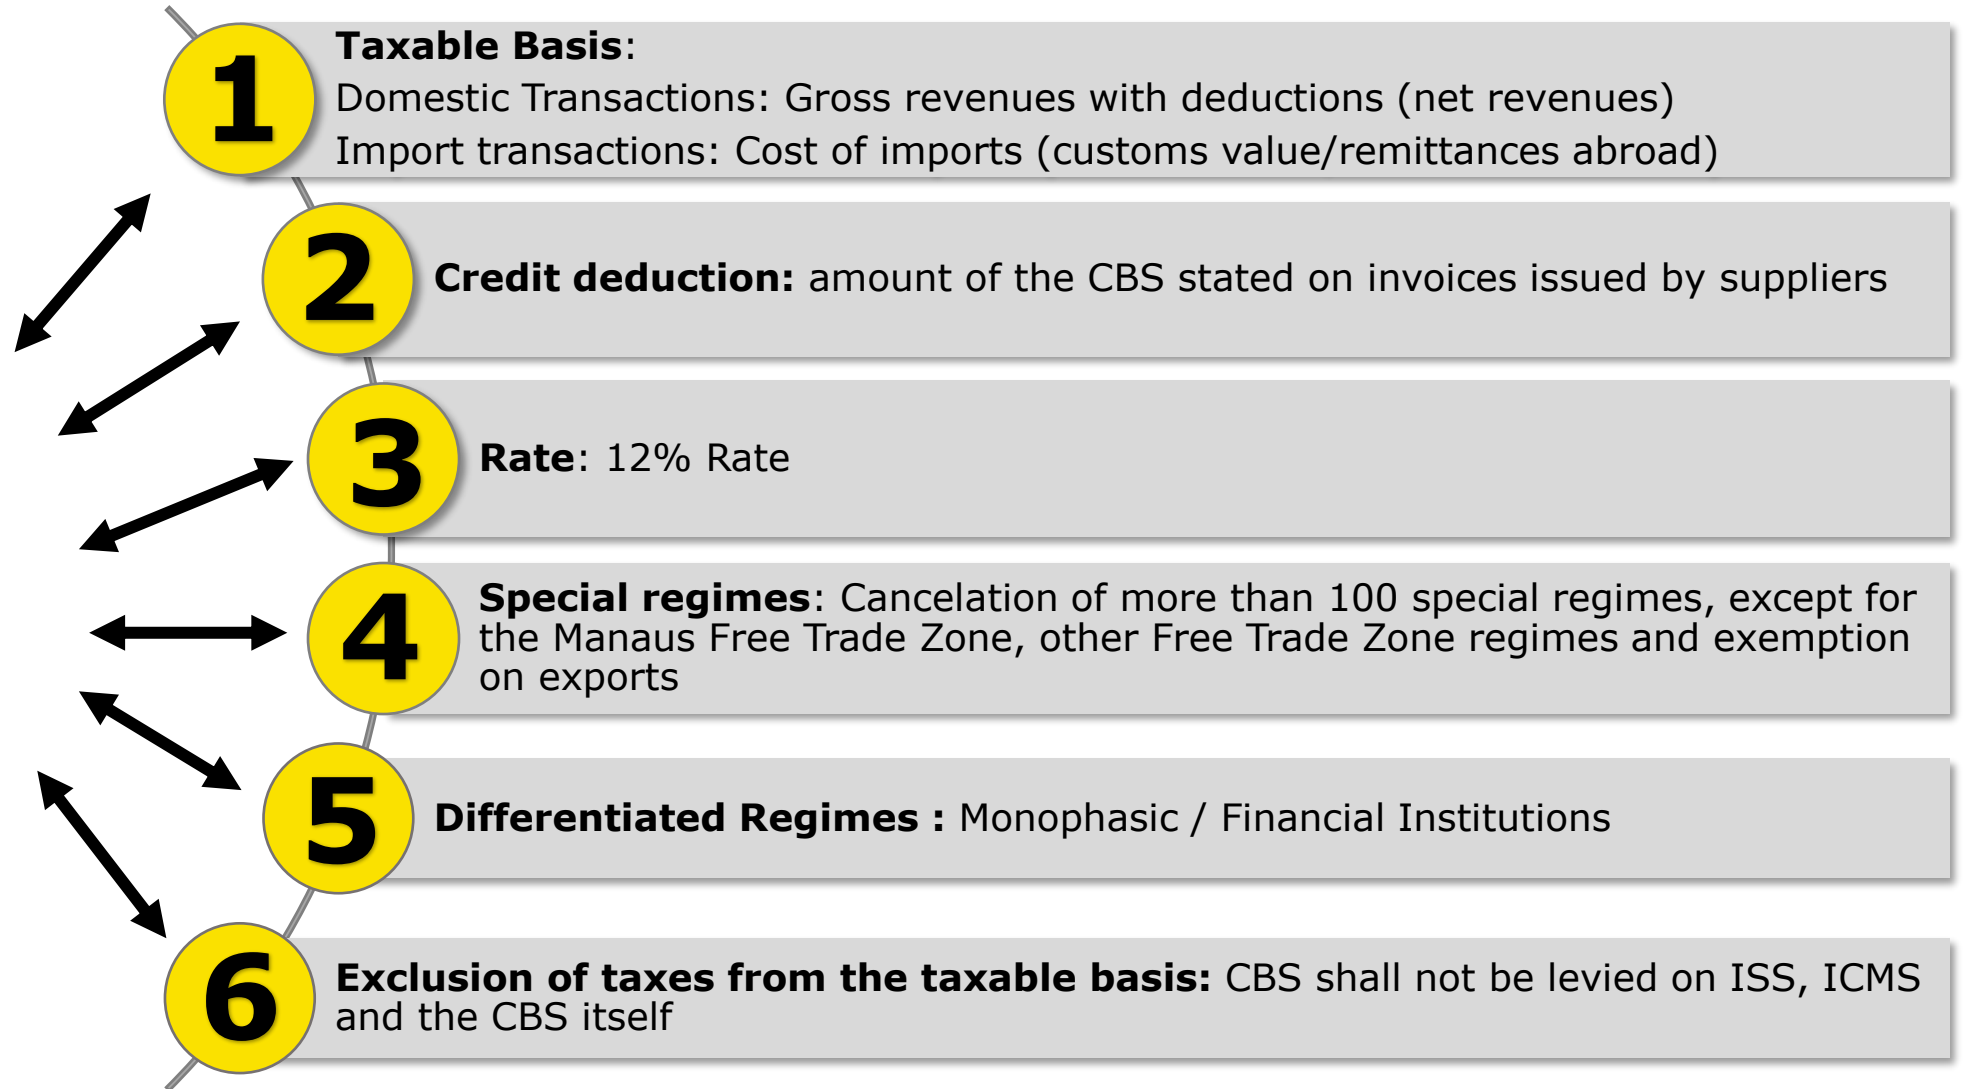 1
Taxable Basis:
Domestic Transactions: Gross revenues with deductions (net revenues)
Import transactions: Cost of imports (customs value/remittances abroad)
2
Credit deduction: amount of the CBS stated on invoices issued by suppliers
3
Rate: 12% Rate
4
Special regimes: Cancelation of more than 100 special regimes, except for
the Manaus Free Trade Zone, other Free Trade Zone regimes and exemption
on exports
5
Differentiated Regimes : Monophasic / Financial Institutions
6
Exclusion of taxes from the taxable basis: CBS shall not be levied on ISS, ICMS
and the CBS itself